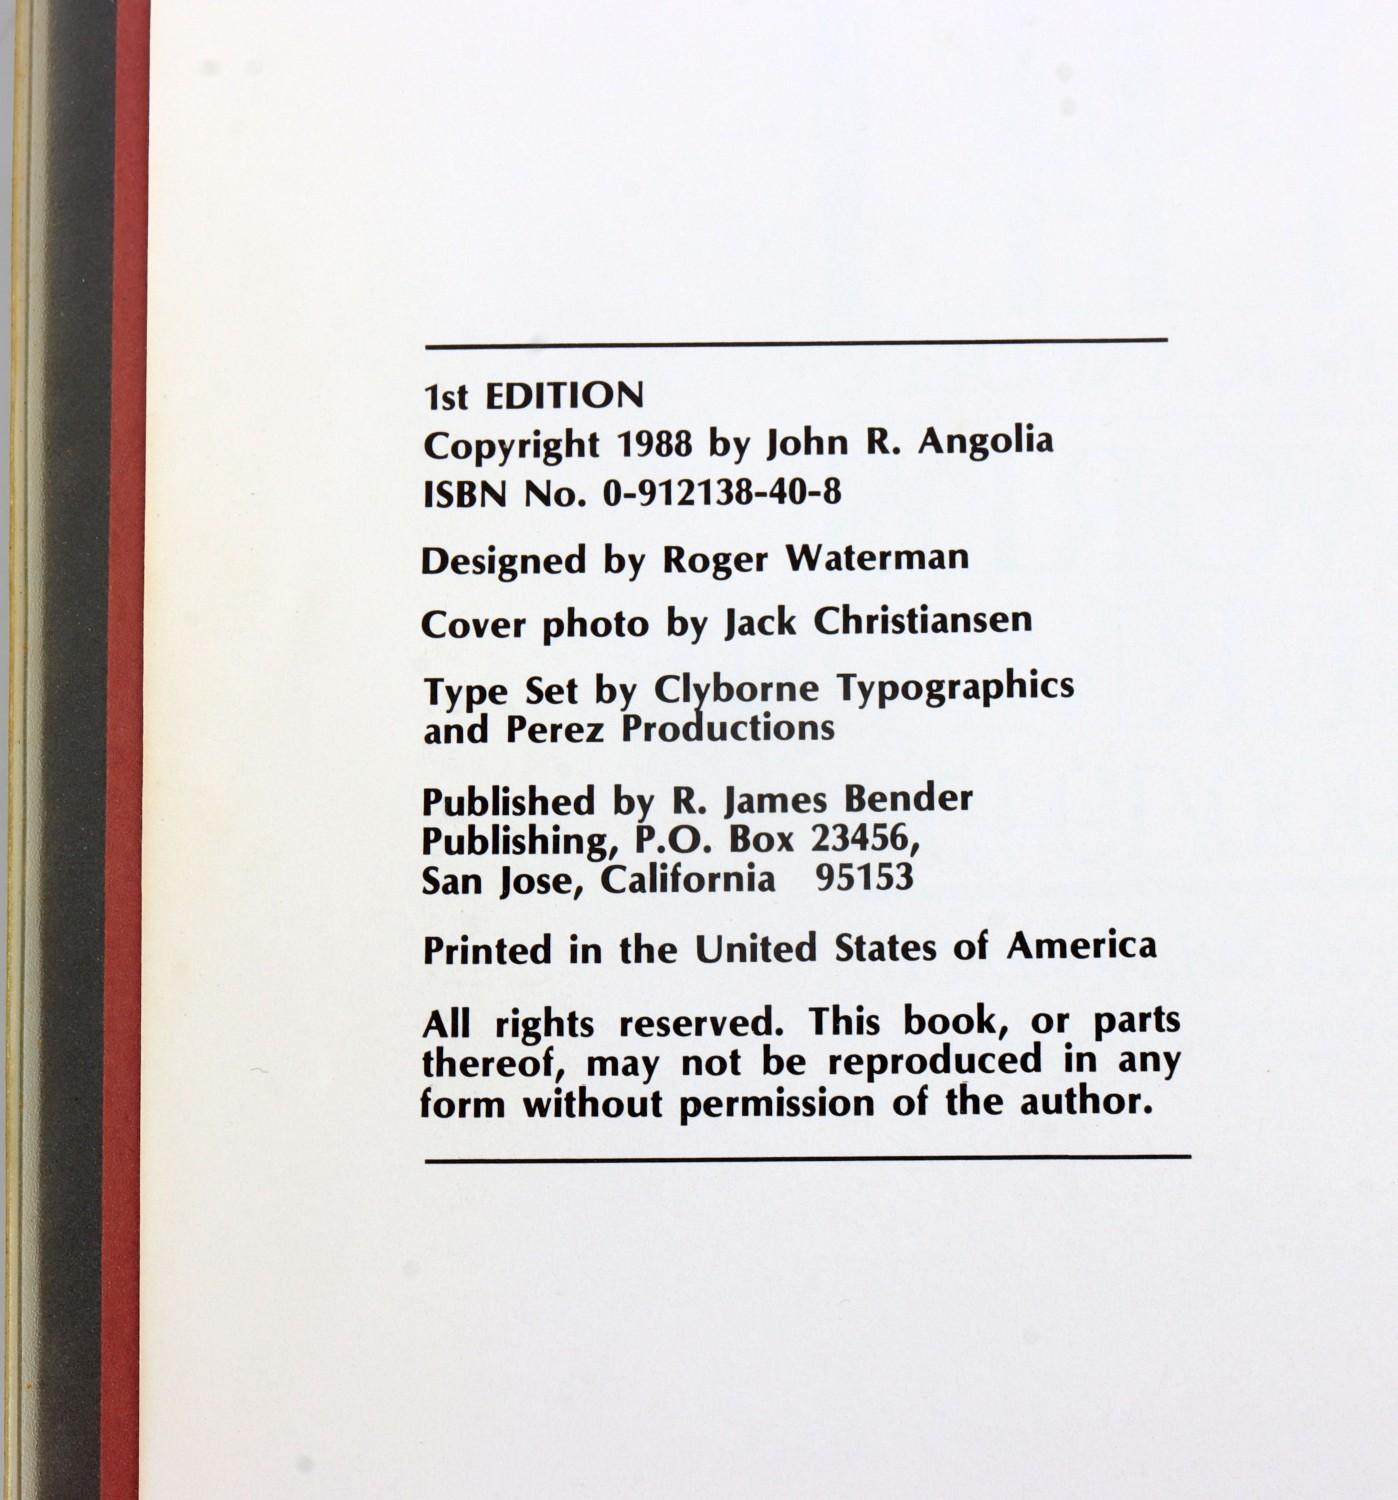 1st EDITION
Copyright 1988 by John R. Angolia
ISBN No. 0-912138-40-8
Designed by Roger Waterman
Cover photo by Jack Christiansen
Type Set by Clyborne Typographics
and Perez Productions
Published by R. James Bender
Publishing, P.O. Box 23456,
San Jose, California 95153
Printed in the United States of America
All rights reserved. This book, or parts
thereof, may not be reproduced in any
form without permission of the author.